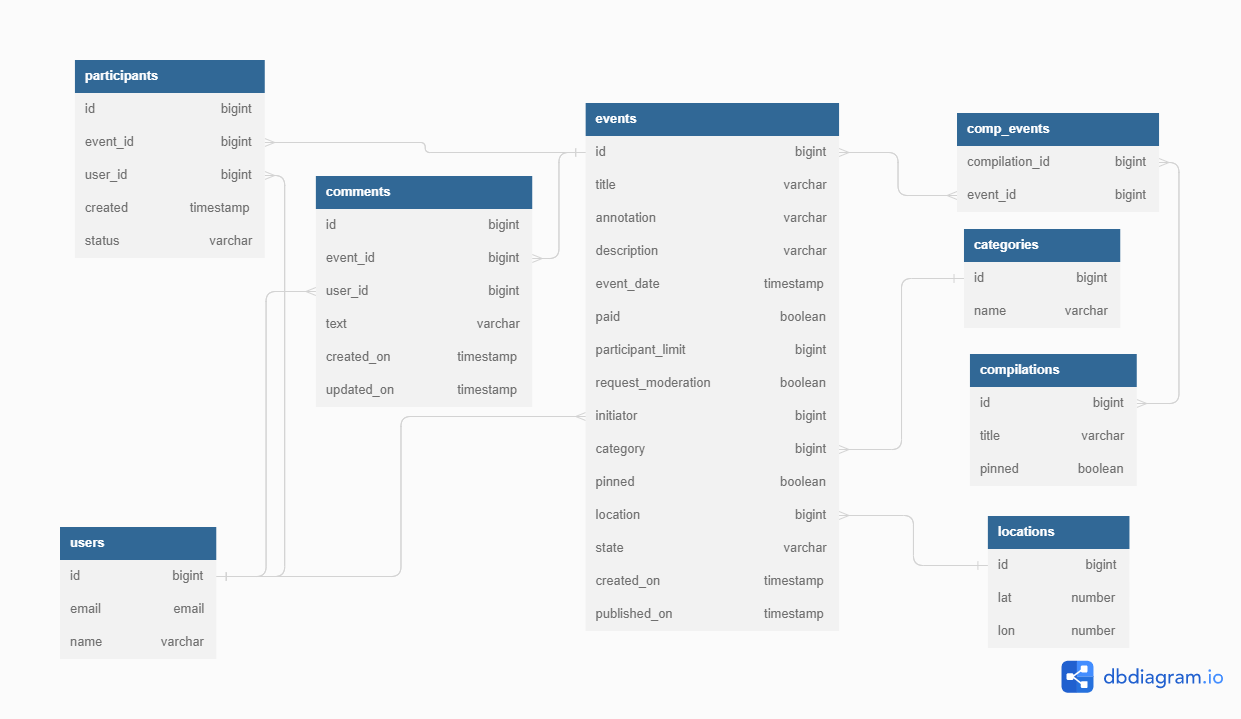 participants
id bigint
event_id bigint
user_id bigint
created timestamp
status varchar
comments
id bigint
event_id bigint
user_id bigint
text varchar
created_on timestamp
updated_on timestamp
users
id bigint
email email
name varchar
events
id bigint
title varchar
annotation varchar
description varchar
event_date timestamp
paid boolean
participant_limit bigint
request_moderation boolean
initiator bigint
category bigint
pinned boolean
location bigint
state varchar
created_on timestamp
published_on timestamp
comp_events
compilation_id bigint
event_id bigint
categories
id bigint
name varchar
compilations
id bigint
title varchar
pinned boolean
locations
id bigint
lat number
lon number
dbdiagram.io